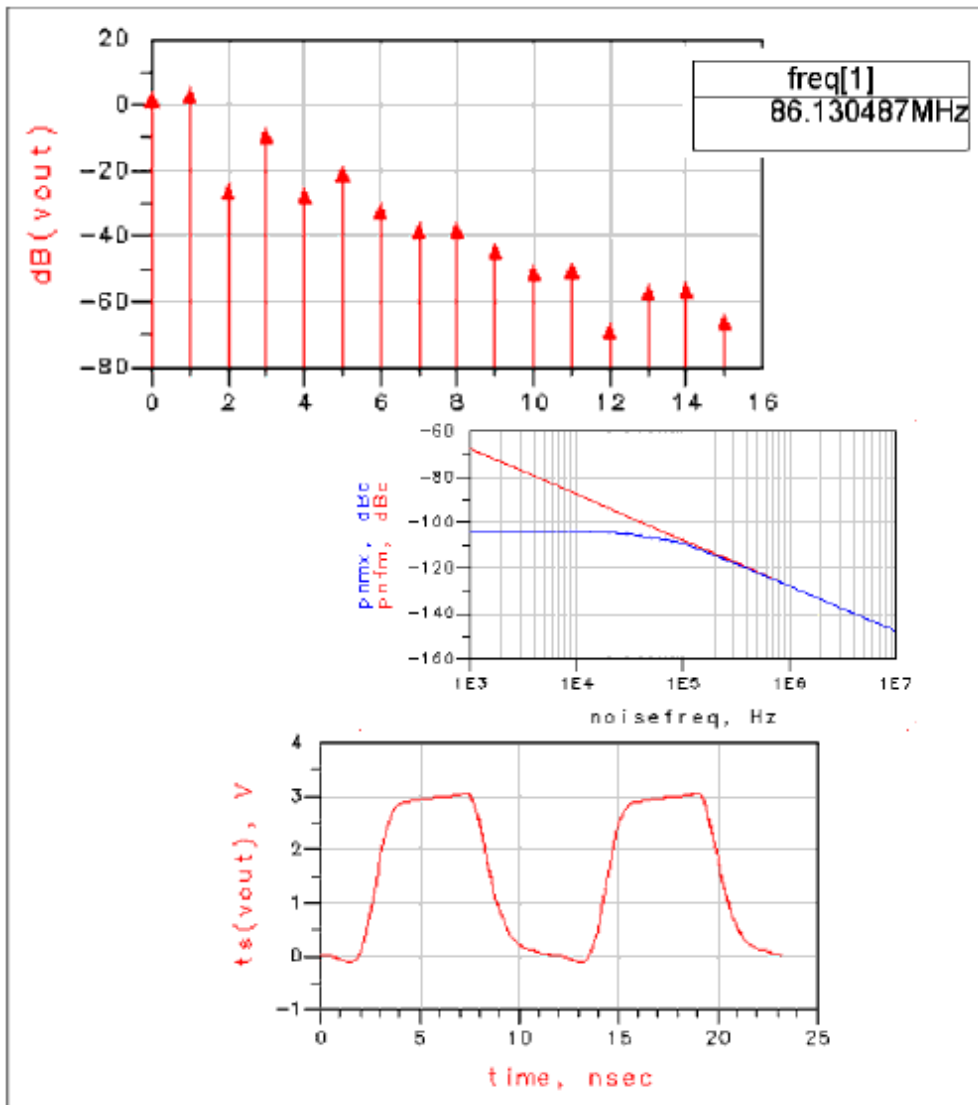 20
0
-20
-40
-60
-80
dB(vout)
0 2 4 6 8 10 12 14 16
freq[1]
86.130487MHz
-60
-80
-100
-120
-140
-160
pnmx, dBc
pnfm, dBc
1E3 1E4 1E5 1E6 1E7
noisefreq, Hz
4
3
2
1
0
-1
ts(vout), V
0 5 10 15 20 25
time, nsec